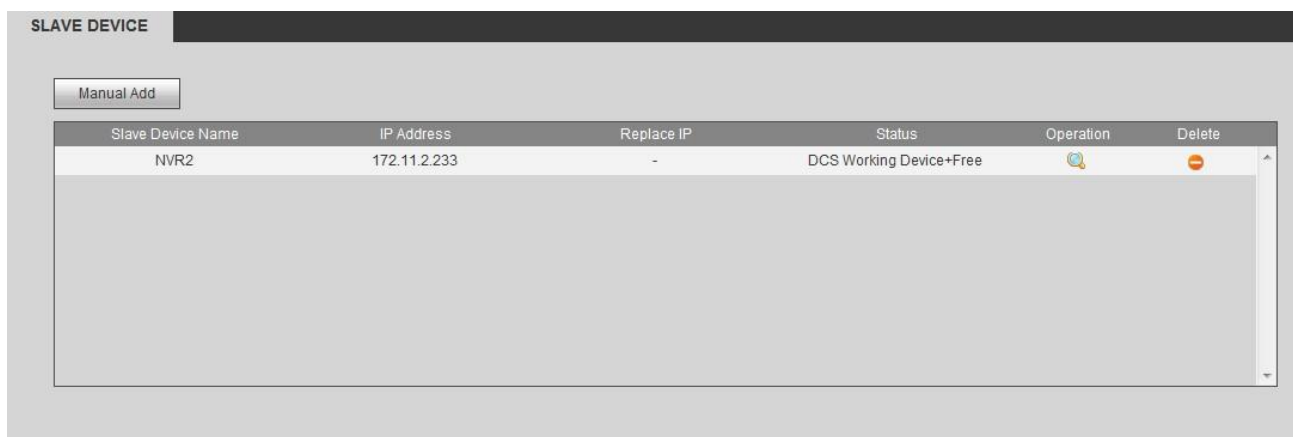 SLAVE DEVICE
Manual Add
Slave Device Name IP Address Replace IP Status Operation Delete
NVR2 172.11.2.233 - DCS Working Device+Free